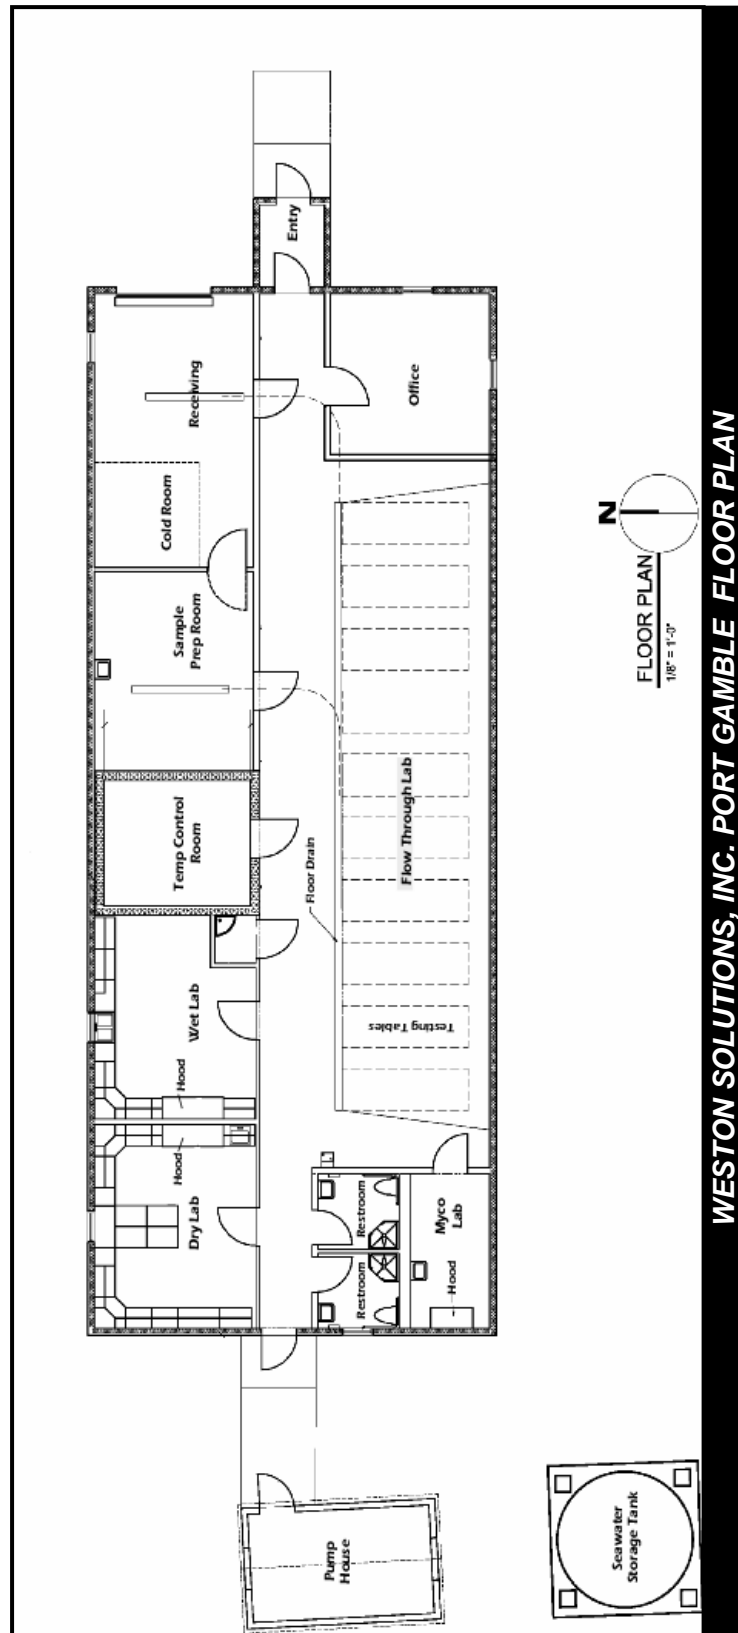 Entry
Receiving
Office
Cold Room
Sample
Prep Room
Temp Control
Room
Floor Drain
Flow Through Lab
Testing Tables
Wet Lab
Hood
Hood
Dry Lab
Restroom
Restroom
Myco
Lab
Hood
Pump
House
Seawater
Storage Tank
N
FLOOR PLAN
1/8" = 1'-0"
WESTON SOLUTIONS, INC. PORT GAMBLE FLOOR PLAN